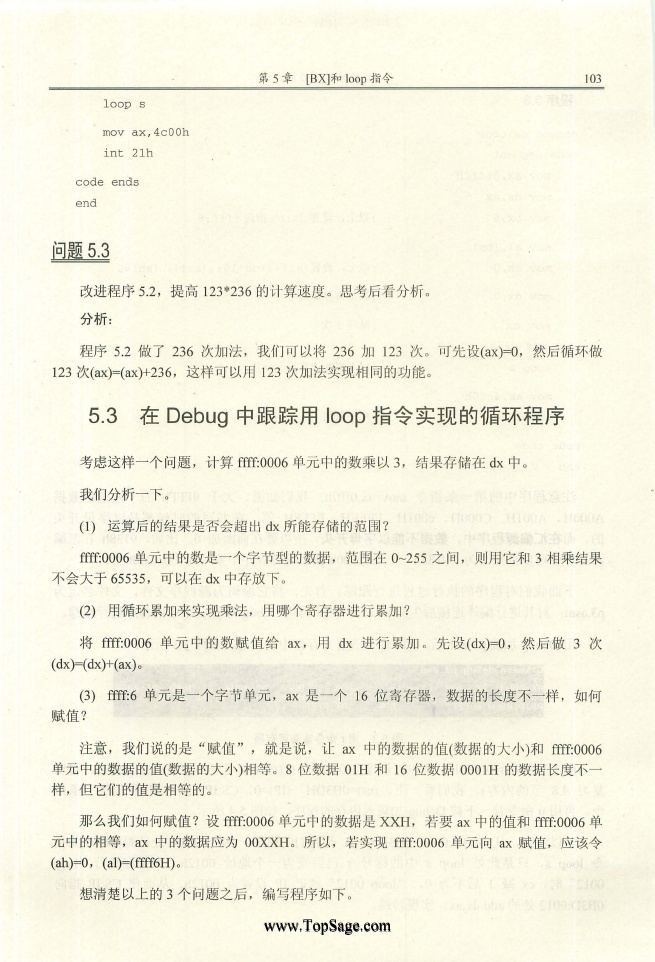 第 5 章 [BX]和 loop 指令 103
loop s
mov ax,4c00h
int 21h
code ends
end
问题 5.3
改进程序 5.2，提高 123*236 的计算速度。思考后看分析。
分析：
程序 5.2 做了 236 次加法，我们可以将 236 加 123 次。可先设(ax)=0，然后循环做
123 次(ax)=(ax)+236，这样可以用 123 次加法实现相同的功能。
5.3 在 Debug 中跟踪用 loop 指令实现的循环程序
考虑这样一个问题，计算 ffff:0006 单元中的数乘以 3，结果存储在 dx 中。
我们分析一下。
(1) 运算后的结果是否会超出 dx 所能存储的范围？
ffff:0006 单元中的数是一个字节型的数据，范围在 0~255 之间，则用它和 3 相乘结果
不会大于 65535，可以在 dx 中存放下。
(2) 用循环累加来实现乘法，用哪个寄存器进行累加？
将 ffff:0006 单元中的数赋值给 ax，用 dx 进行累加。先设(dx)=0，然后做 3 次
(dx)=(dx)+(ax)。
(3) ffff:6 单元是一个字节单元，ax 是一个 16 位寄存器，数据的长度不一样，如何
赋值？
注意，我们说的是“赋值”，就是说，让 ax 中的数据的值(数据的大小)和 ffff:0006
单元中的数据的值(数据的大小)相等。8 位数据 01H 和 16 位数据 0001H 的数据长度不一
样，但它们的值是相等的。
那么我们如何赋值？设 ffff:0006 单元中的数据是 XXH，若要 ax 中的值和 ffff:0006 单
元中的相等，ax 中的数据应为 00XXH。所以，若实现 ffff:0006 单元向 ax 赋值，应该令
(ah)=0，(al)=(ffff6H)。
想清楚以上的 3 个问题之后，编写程序如下。
www.TopSage.com